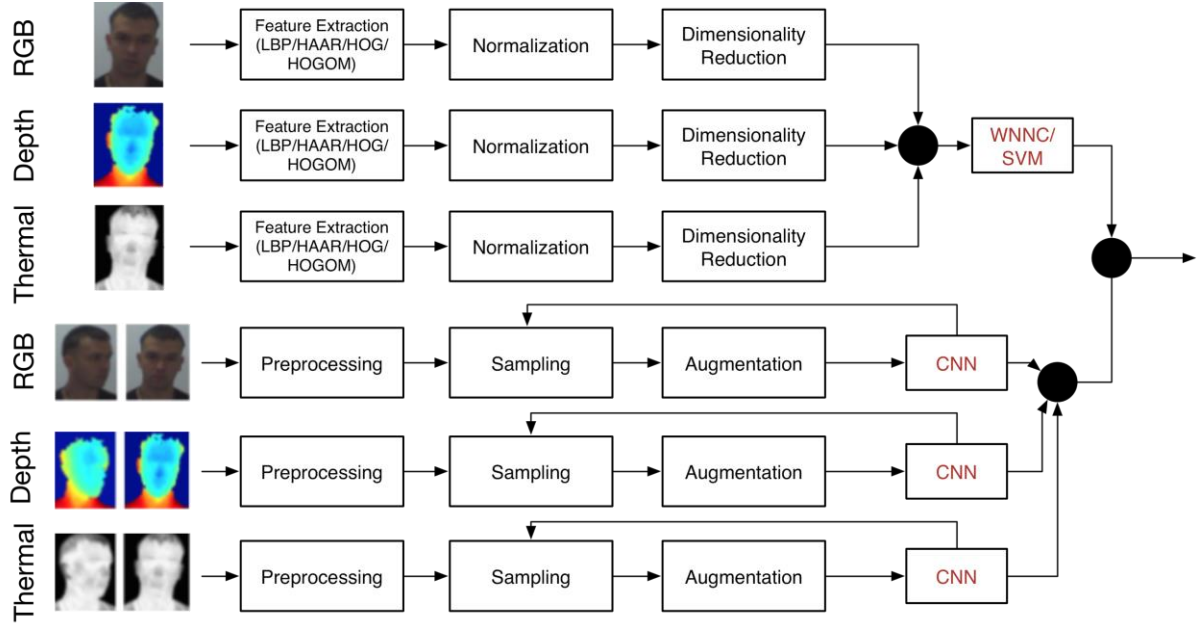 RGB
Feature Extraction
(LBP/HAAR/HOG/
HOGOM)
Normalization
Dimensionality
Reduction
Depth
Feature Extraction
(LBP/HAAR/HOG/
HOGOM)
Normalization
Dimensionality
Reduction
WNNC/
SVM
Thermal
Feature Extraction
(LBP/HAAR/HOG/
HOGOM)
Normalization
Dimensionality
Reduction
RGB
Preprocessing
Sampling
Augmentation
CNN
Depth
Preprocessing
Sampling
Augmentation
CNN
Thermal
Preprocessing
Sampling
Augmentation
CNN